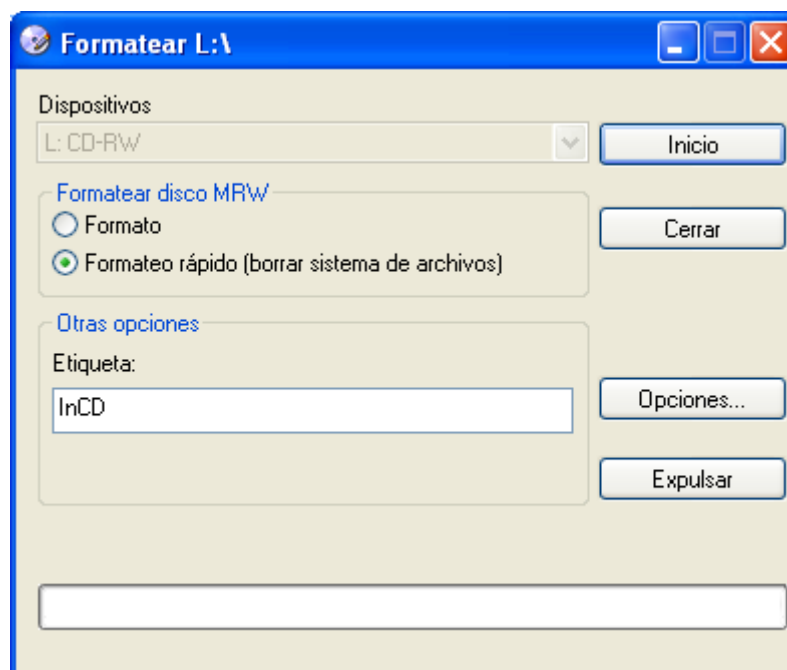 Formatear L:\
Dispositivos
L: CD-RW
Inicio
Formatear disco MRW
Formato
Cerrar
Formateo rápido (borrar sistema de archivos)
Otras opciones
Etiqueta:
InCD
Opciones...
Expulsar